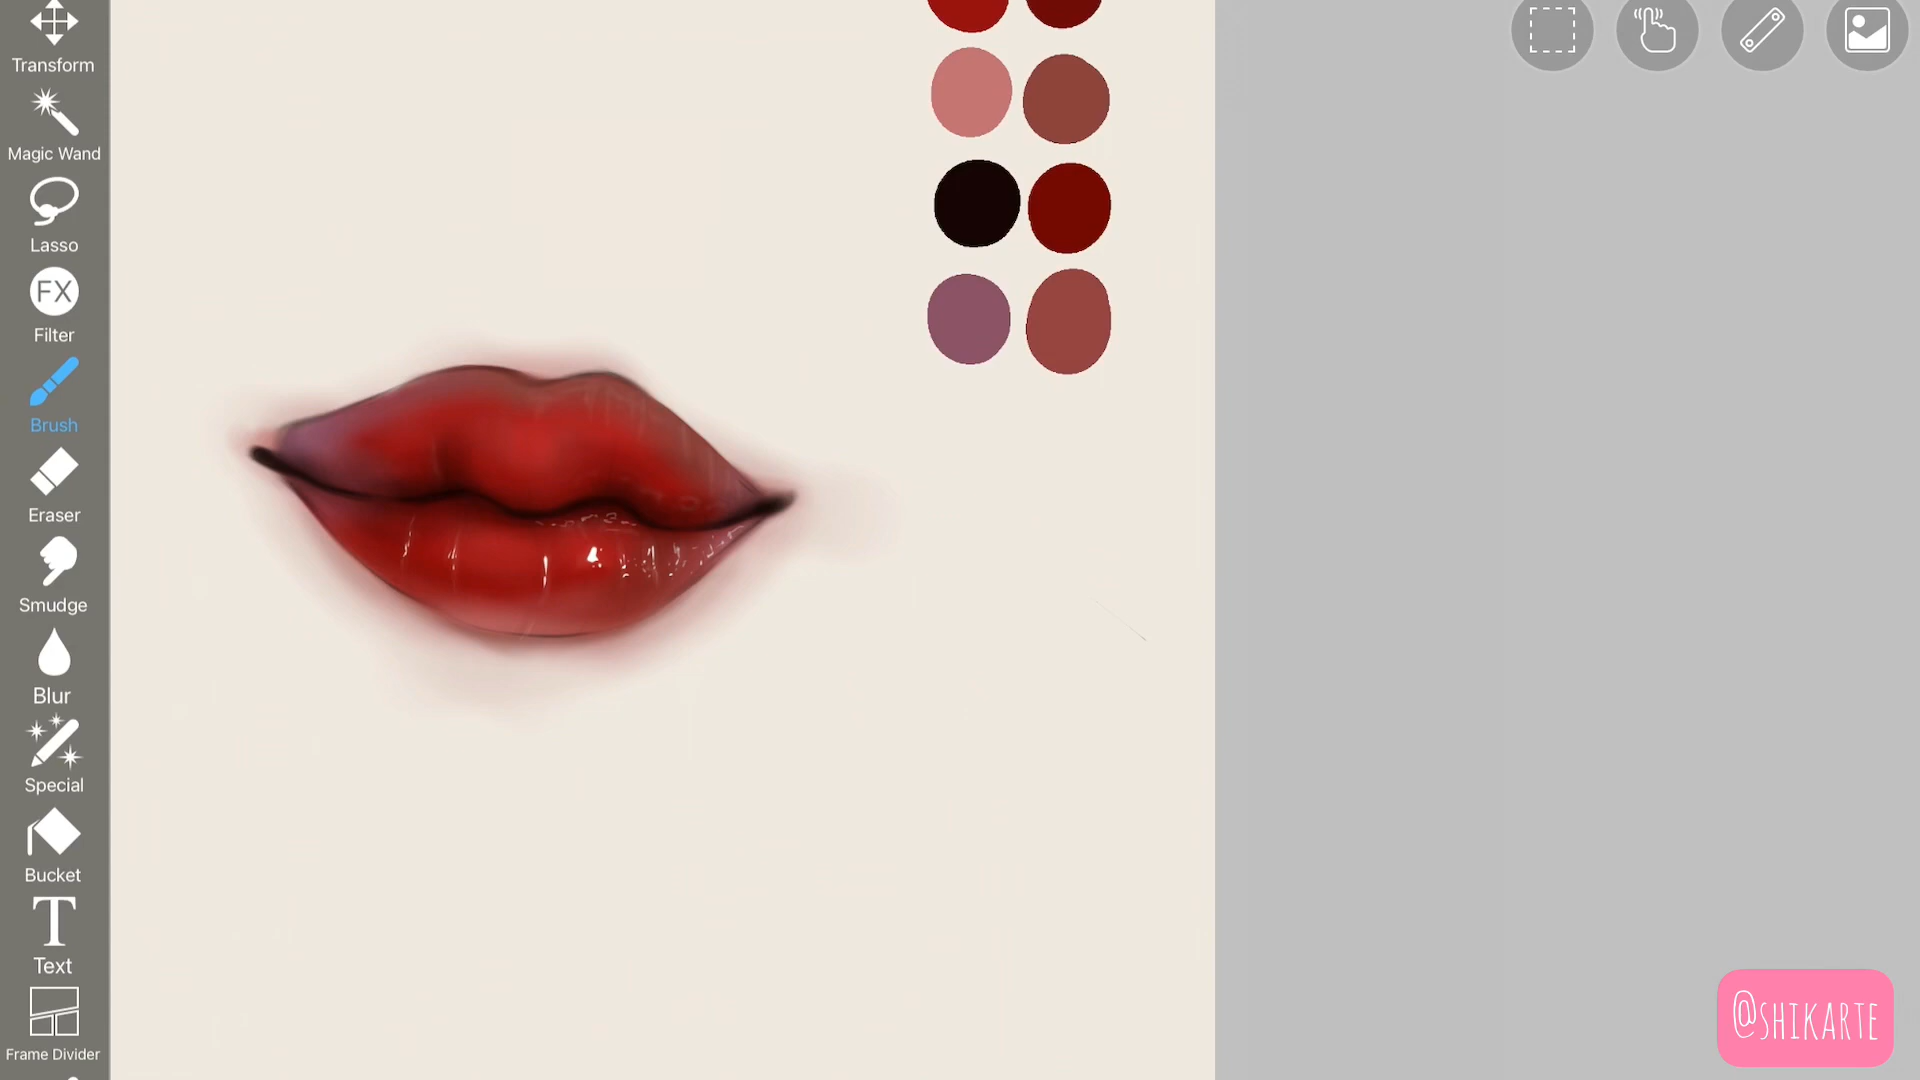 Transform
Magic Wand
Lasso
FX
Filter
Brush
Eraser
Smudge
Blur
Special
Bucket
T
Text
Frame Divider
@SHIKARTE